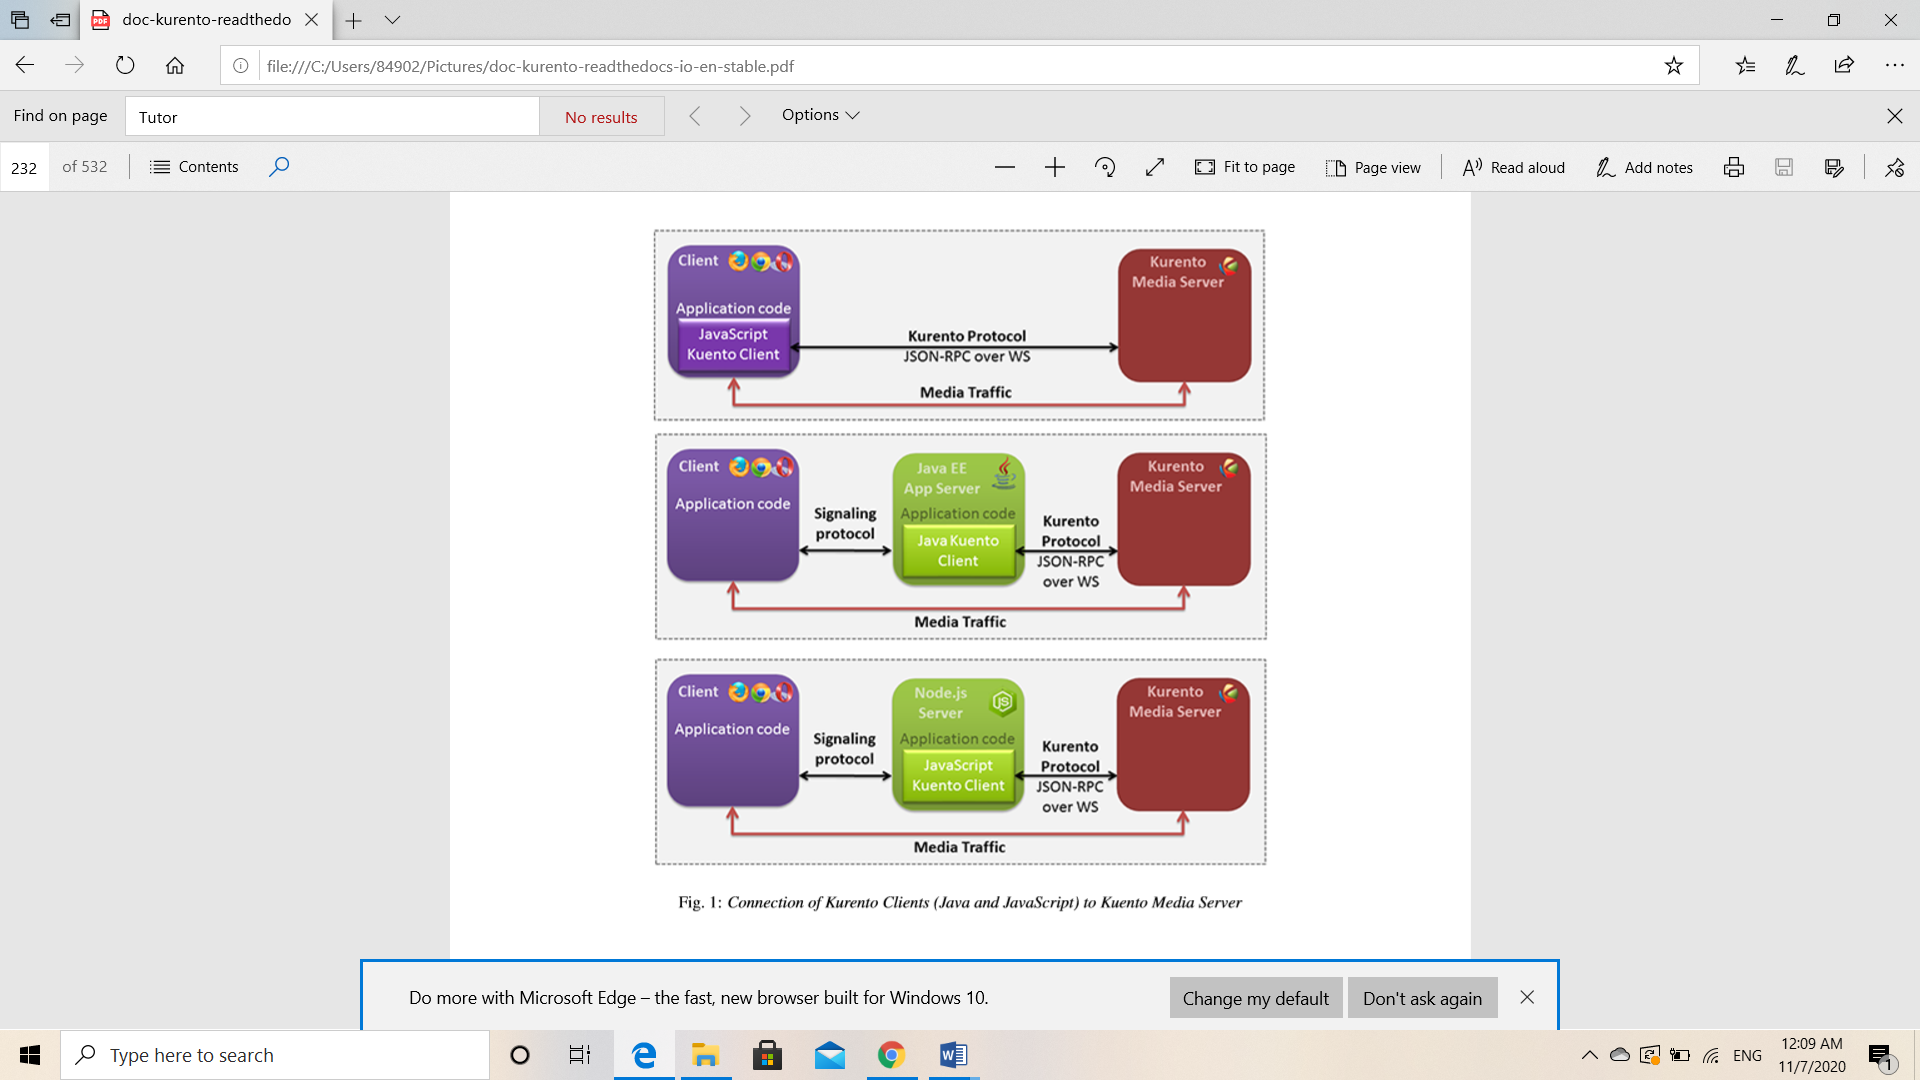 doc-kurento-readthedo
file:///C:/Users/84902/Pictures/doc-kurento-readthedocs-io-en-stable.pdf
Find on page
Tutor
No results
Options
232
of 532
Contents
Fit to page
Page view
Read aloud
Add notes
Client
Application code
JavaScript
Kuento Client
Kurento Protocol
JSON-RPC over WS
Media Traffic
Kurento
Media Server
Client
Application code
Signaling
protocol
Java EE
App Server
Application code
Java Kuento
Client
Kurento
Protocol
JSON-RPC
over WS
Kurento
Media Server
Media Traffic
Client
Application code
Signaling
protocol
Node.js
Server
Application code
JavaScript
Kuento Client
Kurento
Protocol
JSON-RPC
over WS
Kurento
Media Server
Media Traffic
Fig. 1: Connection of Kurento Clients (Java and JavaScript) to Kuento Media Server
Do more with Microsoft Edge – the fast, new browser built for Windows 10.
Change my default
Don't ask again
Type here to search
ENG
12:09 AM
11/7/2020
1